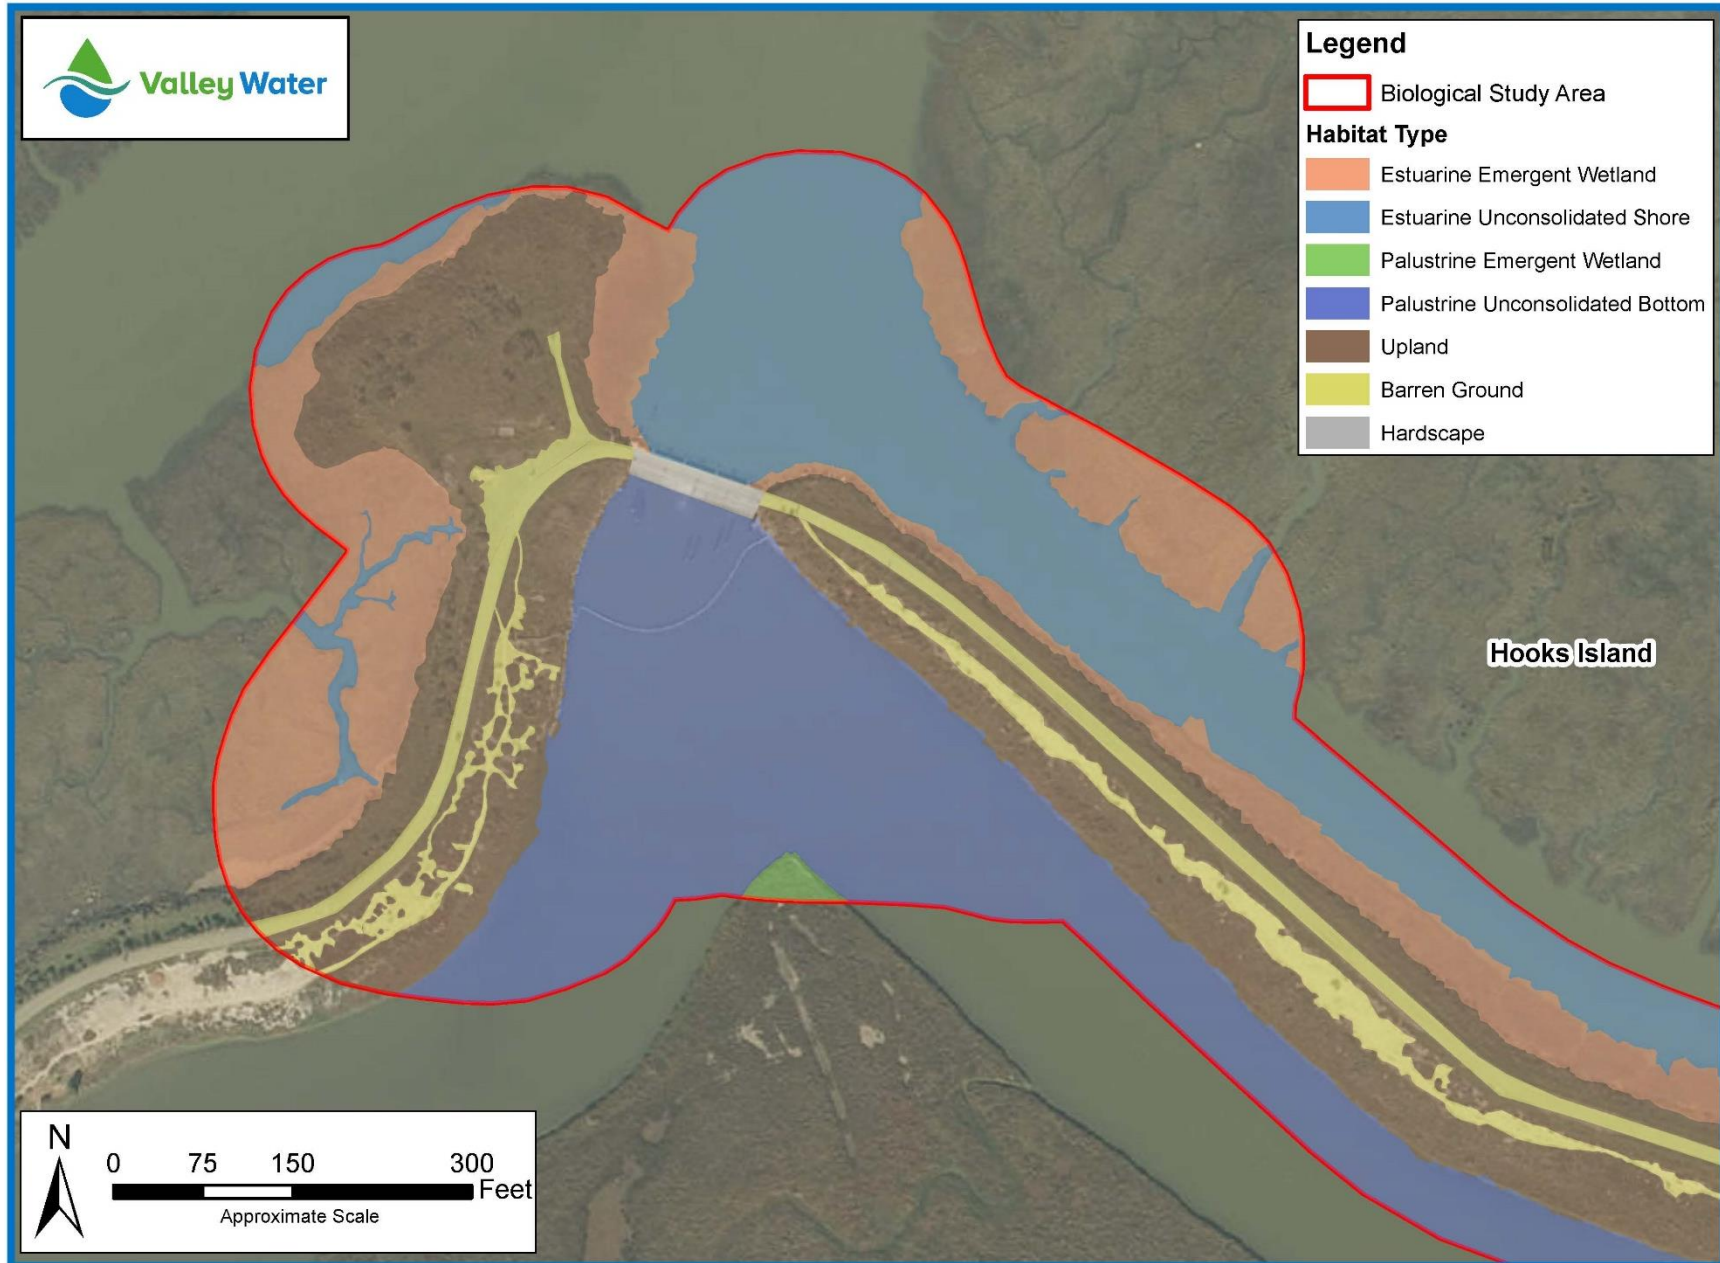 Valley Water
Legend
Biological Study Area
Habitat Type
Estuarine Emergent Wetland
Estuarine Unconsolidated Shore
Palustrine Emergent Wetland
Palustrine Unconsolidated Bottom
Upland
Barren Ground
Hardscape
Hooks Island
N
0 75 150 300
Feet
Approximate Scale